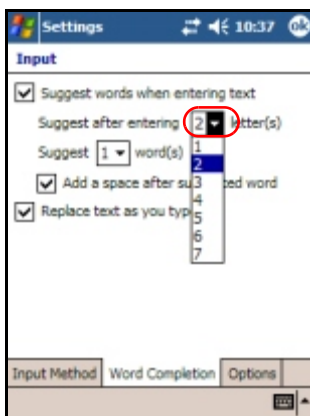 Settings 10:37 ok
Input
Suggest words when entering text
Suggest after entering 2 letter(s)
Suggest 1 word(s)
1
2
3
4
5
6
7
Add a space after su ted word
Replace text as you typ
Input Method Word Completion Options